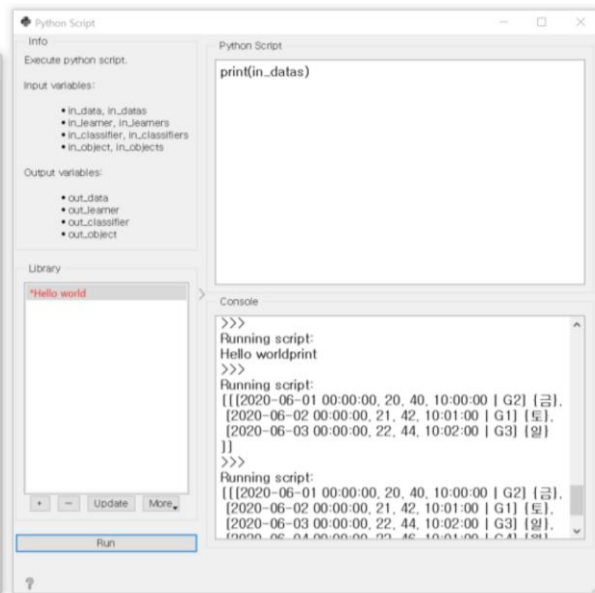 Python Script
Info
Execute python script.
Input variables:
• in_data, in_datas
• in_learner, in_learners
• in_classifier, in_classifiers
• in_object, in_objects
Output variables:
• out_data
• out_learner
• out_classifier
• out_object
Library
*Hello world
+ − Update More
Run
?
Python Script
print(in_datas)
Console
>>>
Running script:
Hello worldprint
>>>
Running script:
[[[2020-06-01 00:00:00, 20, 40, 10:00:00 | G2] {금},
[2020-06-02 00:00:00, 21, 42, 10:01:00 | G1] {토},
[2020-06-03 00:00:00, 22, 44, 10:02:00 | G3] {일}
]]
>>>
Running script:
[[[2020-06-01 00:00:00, 20, 40, 10:00:00 | G2] {금},
[2020-06-02 00:00:00, 21, 42, 10:01:00 | G1] {토},
[2020-06-03 00:00:00, 22, 44, 10:02:00 | G3] {일},